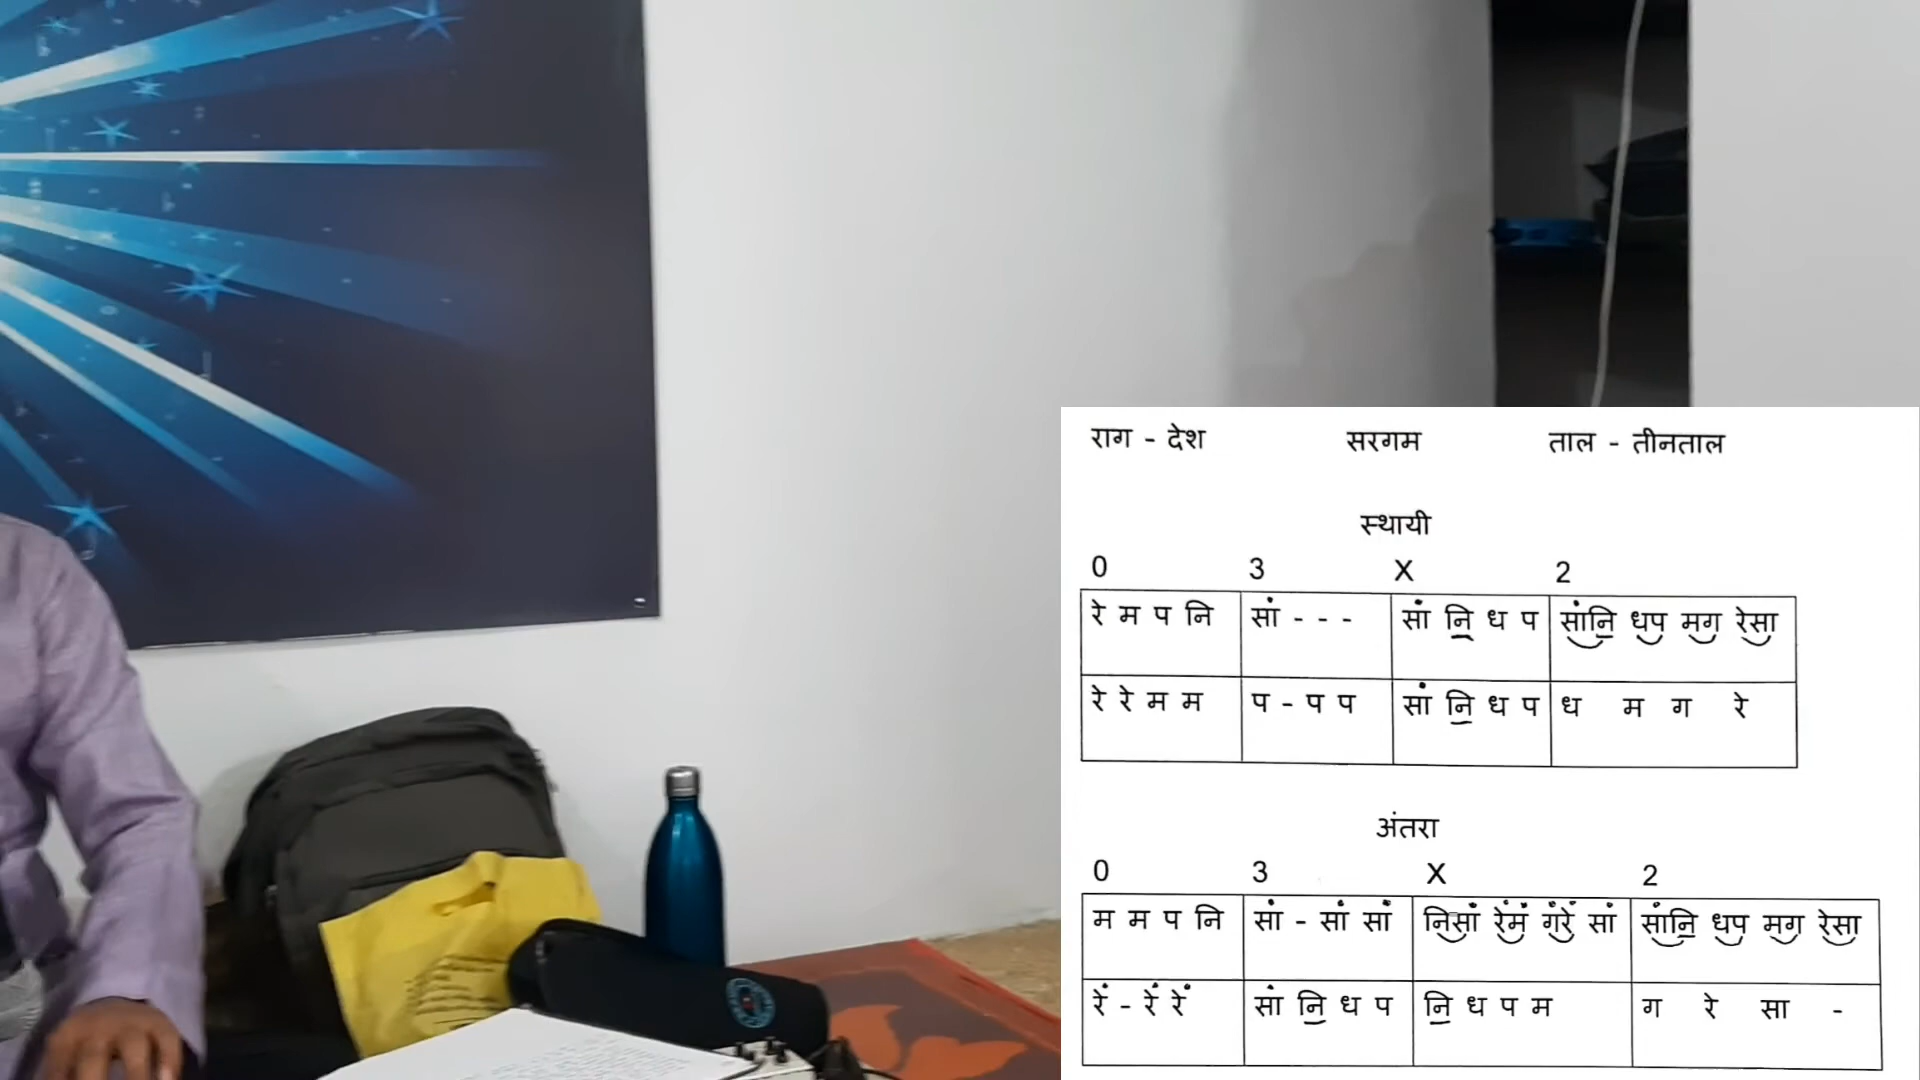 राग - देश सरगम ताल - तीनताल
स्थायी
0 3 X 2
रे म प नि सां - - - सां नि॒ ध प सांनि॒ धप मग रेसा
रे रे म म प - प प सां नि॒ ध प ध म ग रे
अंतरा
0 3 X 2
म म प नि सां - सां सां निसां रेंमं गंरें सां सांनि॒ धप मग रेसा
रें - रें रें सां नि॒ ध प नि॒ ध प म ग रे सा -